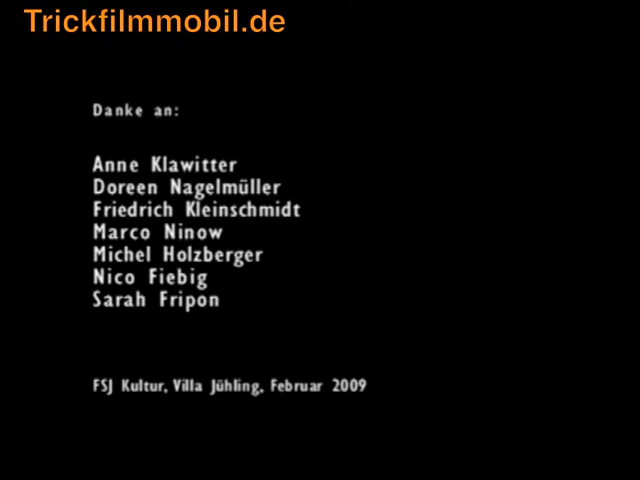 Trickfilmmobil.de
Danke an:
Anne Klawitter
Doreen Nagelmüller
Friedrich Kleinschmidt
Marco Ninow
Michel Holzberger
Nico Fiebig
Sarah Fripon
FSJ Kultur, Villa Jühling, Februar 2009